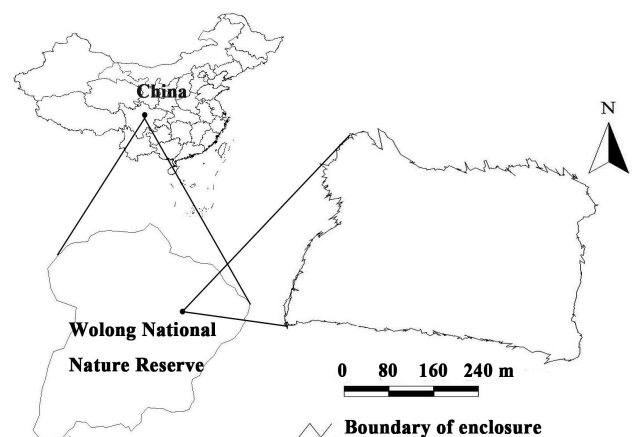 China
N
Wolong National
Nature Reserve
0 80 160 240 m
Boundary of enclosure